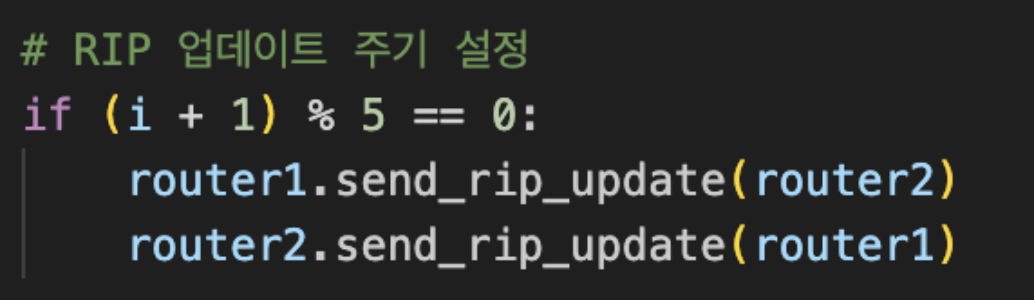 # RIP 업데이트 주기 설정
if (i + 1) % 5 == 0:
    router1.send_rip_update(router2)
    router2.send_rip_update(router1)